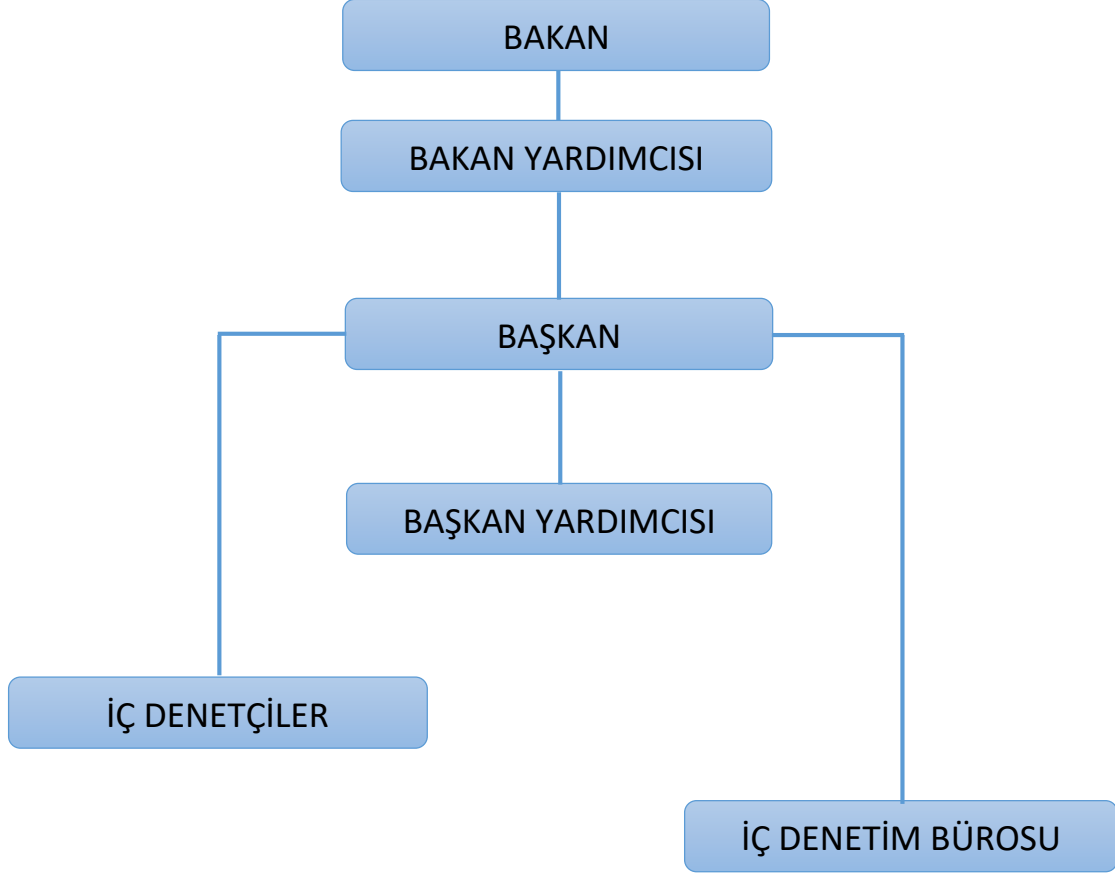 BAKAN
BAKAN YARDIMCISI
BAŞKAN
BAŞKAN YARDIMCISI
İÇ DENETÇİLER
İÇ DENETİM BÜROSU